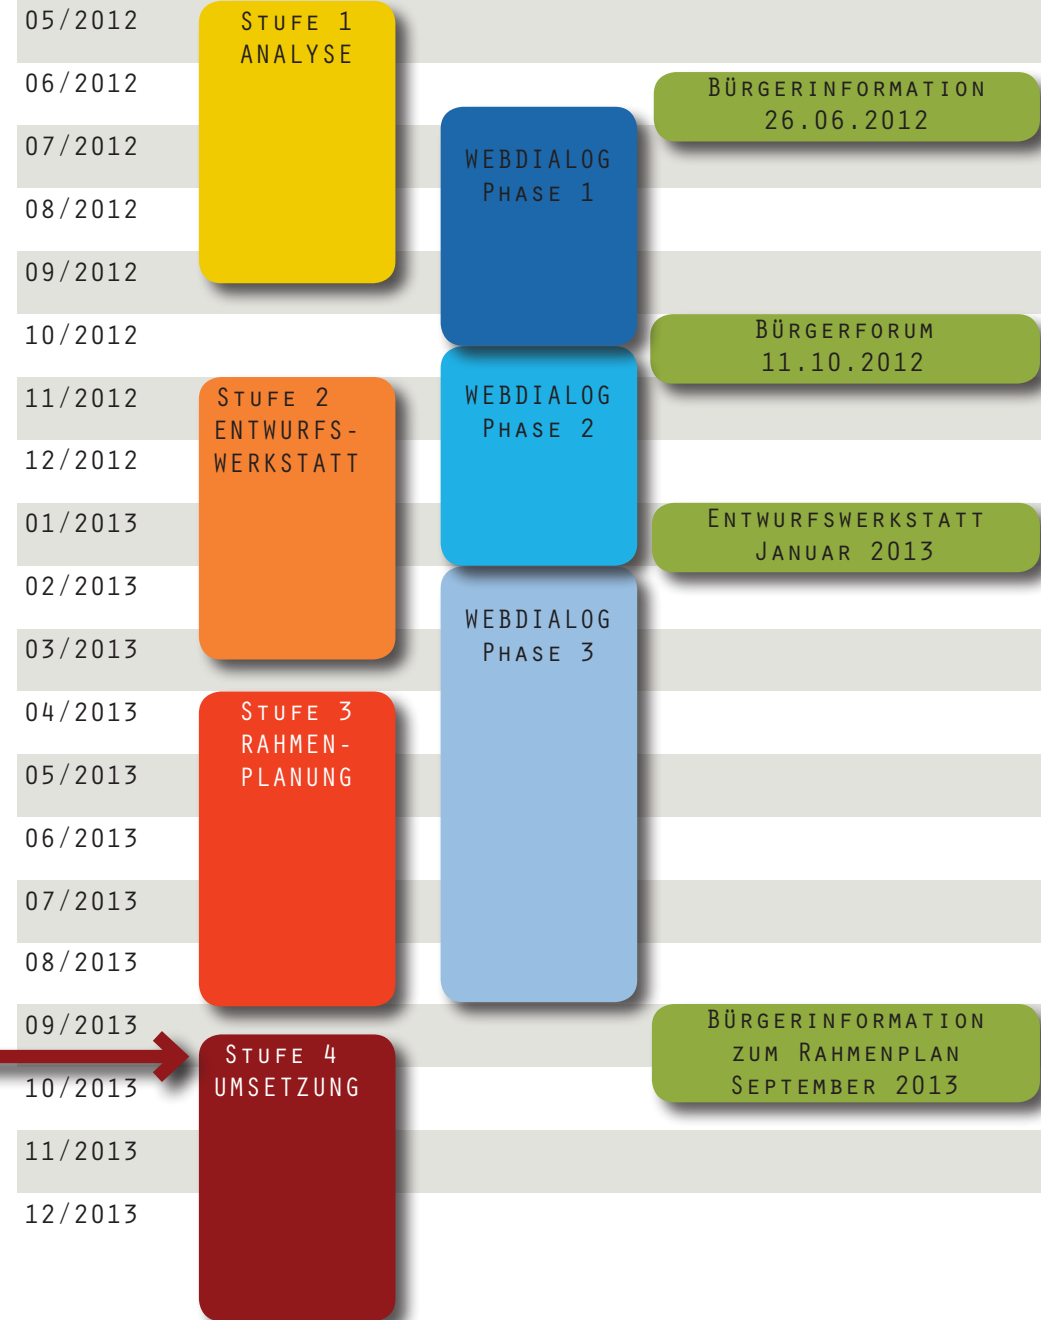 05/2012
06/2012
07/2012
08/2012
09/2012
10/2012
11/2012
12/2012
01/2013
02/2013
03/2013
04/2013
05/2013
06/2013
07/2013
08/2013
09/2013
10/2013
11/2013
12/2013
Stufe 1
ANALYSE
Stufe 2
ENTWURFS-
WERKSTATT
Stufe 3
RAHMEN-
PLANUNG
Stufe 4
UMSETZUNG
WEBDIALOG
Phase 1
WEBDIALOG
Phase 2
WEBDIALOG
Phase 3
Bürgerinformation
26.06.2012
Bürgerforum
11.10.2012
Entwurfswerkstatt
Januar 2013
Bürgerinformation
zum Rahmenplan
September 2013